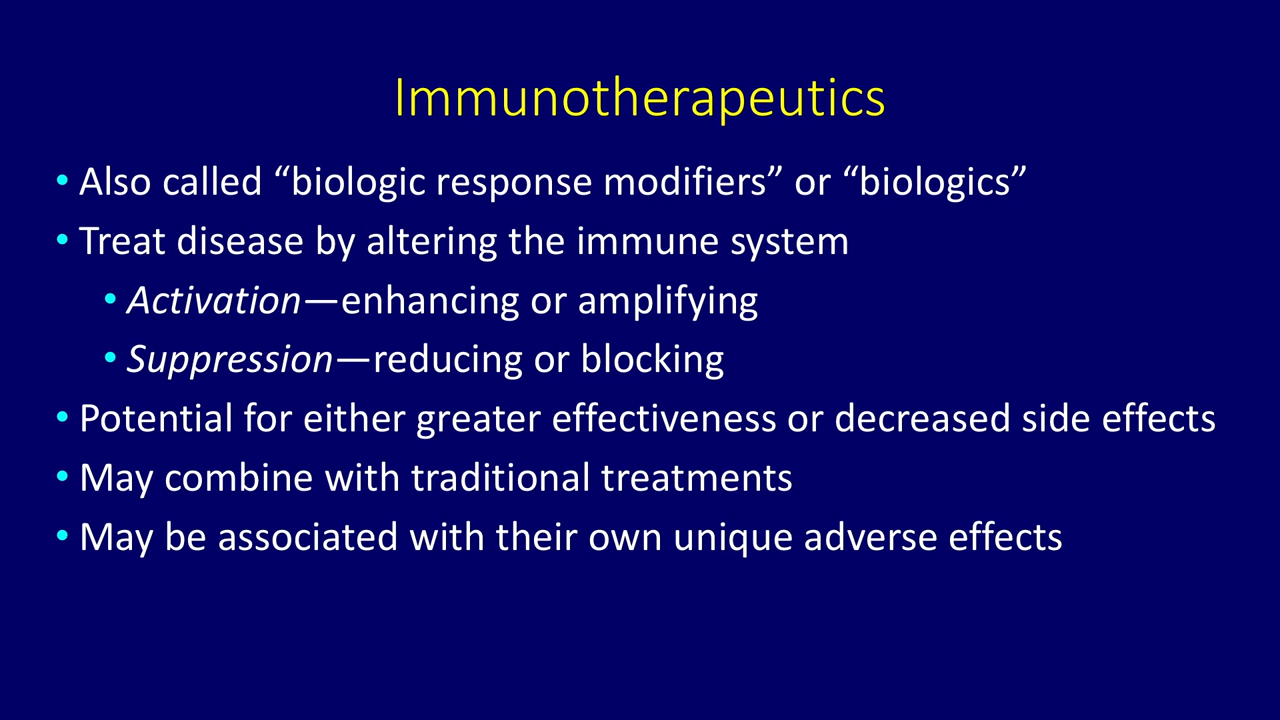 Immunotherapeutics
• Also called “biologic response modifiers” or “biologics”
• Treat disease by altering the immune system
• Activation—enhancing or amplifying
• Suppression—reducing or blocking
• Potential for either greater effectiveness or decreased side effects
• May combine with traditional treatments
• May be associated with their own unique adverse effects